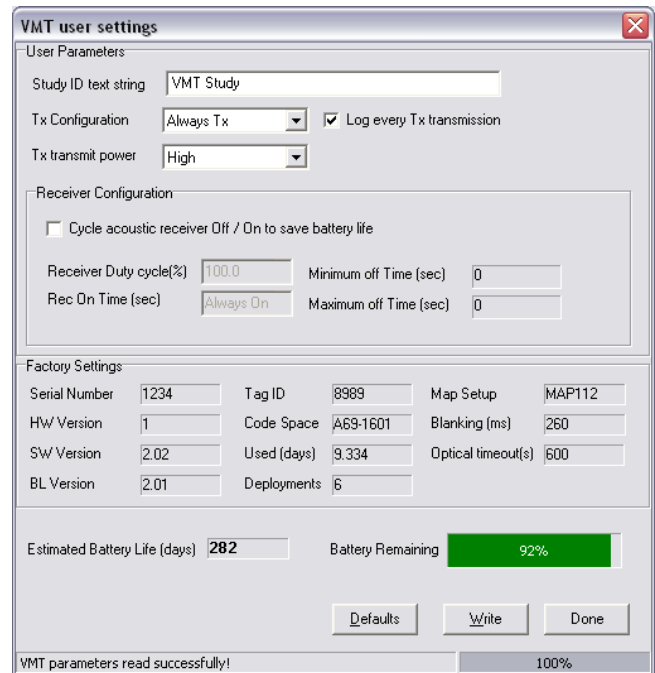 VMT user settings
User Parameters
Study ID text string VMT Study
Tx Configuration Always Tx Log every Tx transmission
Tx transmit power High
Receiver Configuration
Cycle acoustic receiver Off / On to save battery life
Receiver Duty cycle(%) 100.0 Minimum off Time (sec) 0
Rec On Time (sec) Always On Maximum off Time (sec) 0
Factory Settings
Serial Number 1234 Tag ID 8989 Map Setup MAP112
HW Version 1 Code Space A69-1601 Blanking (ms) 260
SW Version 2.02 Used (days) 9.334 Optical timeout(s) 600
BL Version 2.01 Deployments 6
Estimated Battery Life (days) 282 Battery Remaining 92%
Defaults Write Done
VMT parameters read successfully! 100%